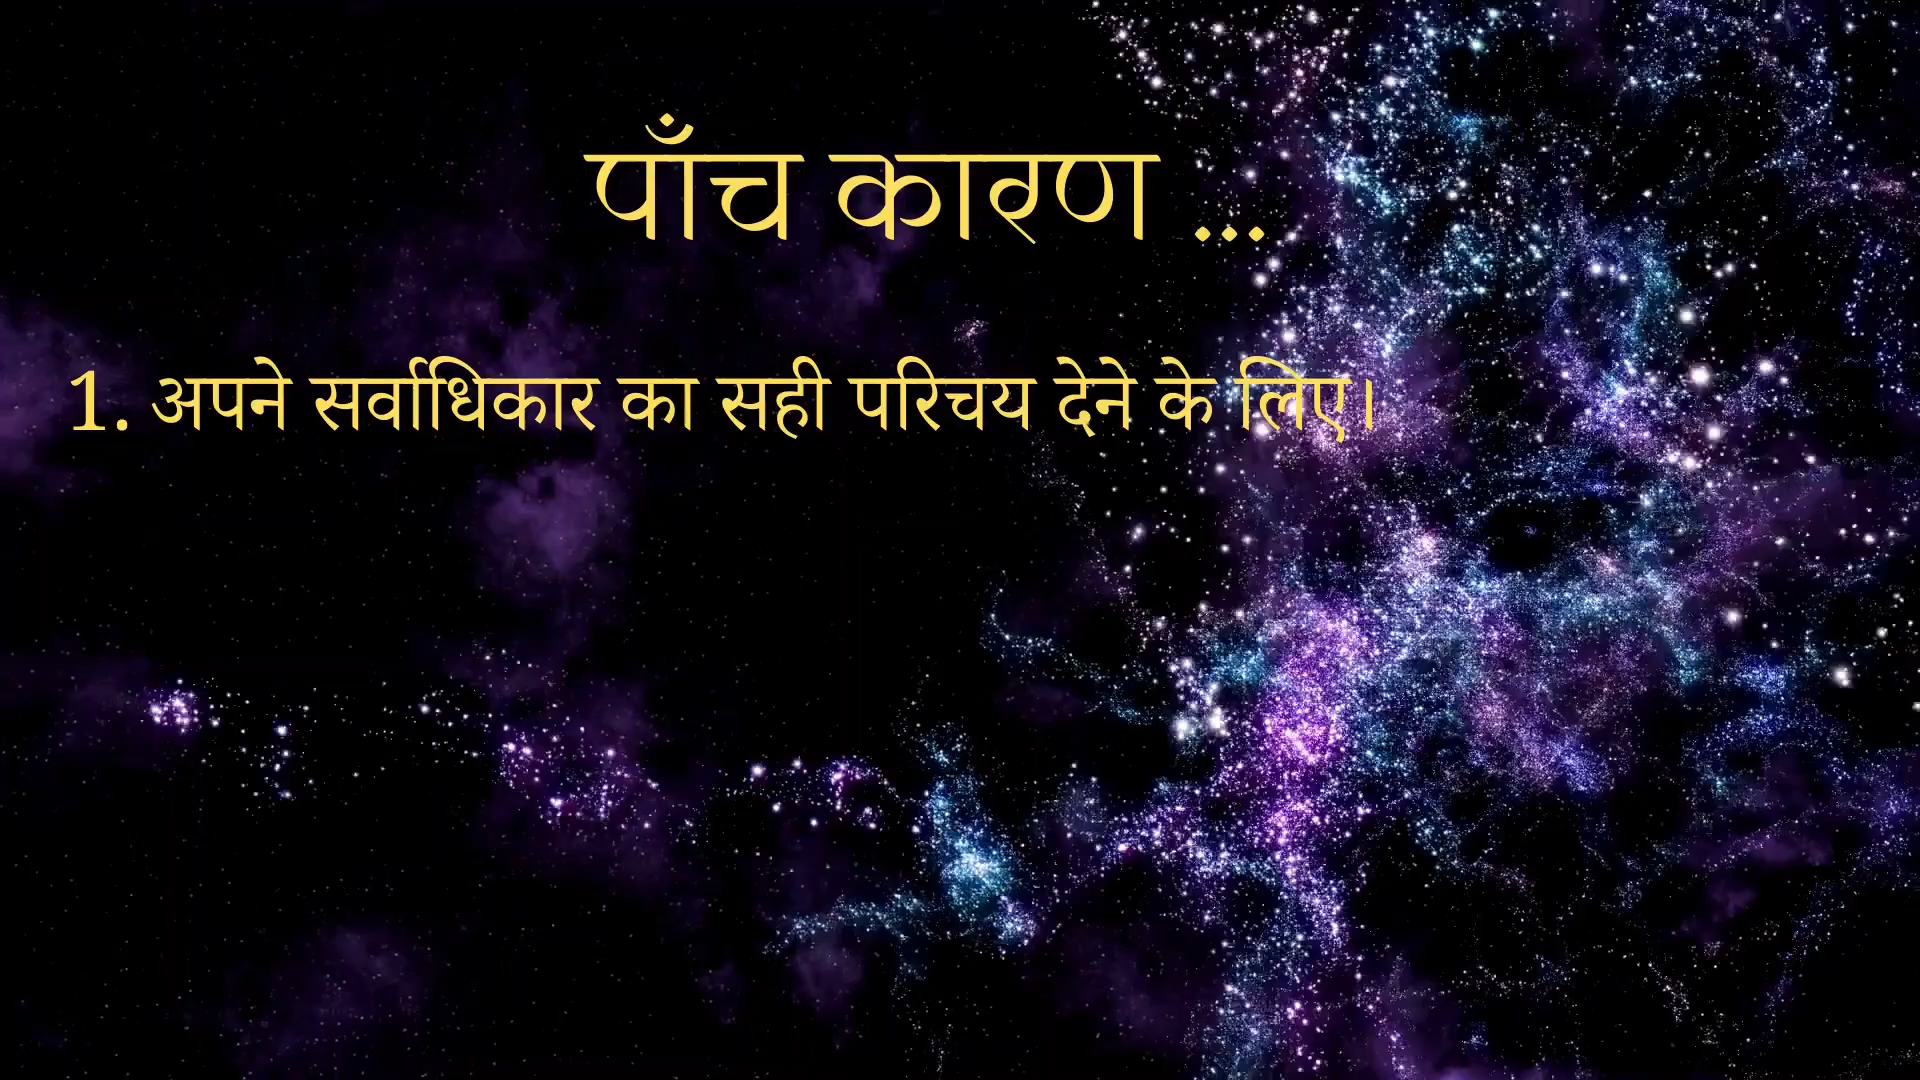 पाँच कारण ...
1. अपने सर्वाधिकार का सही परिचय देने के लिए।